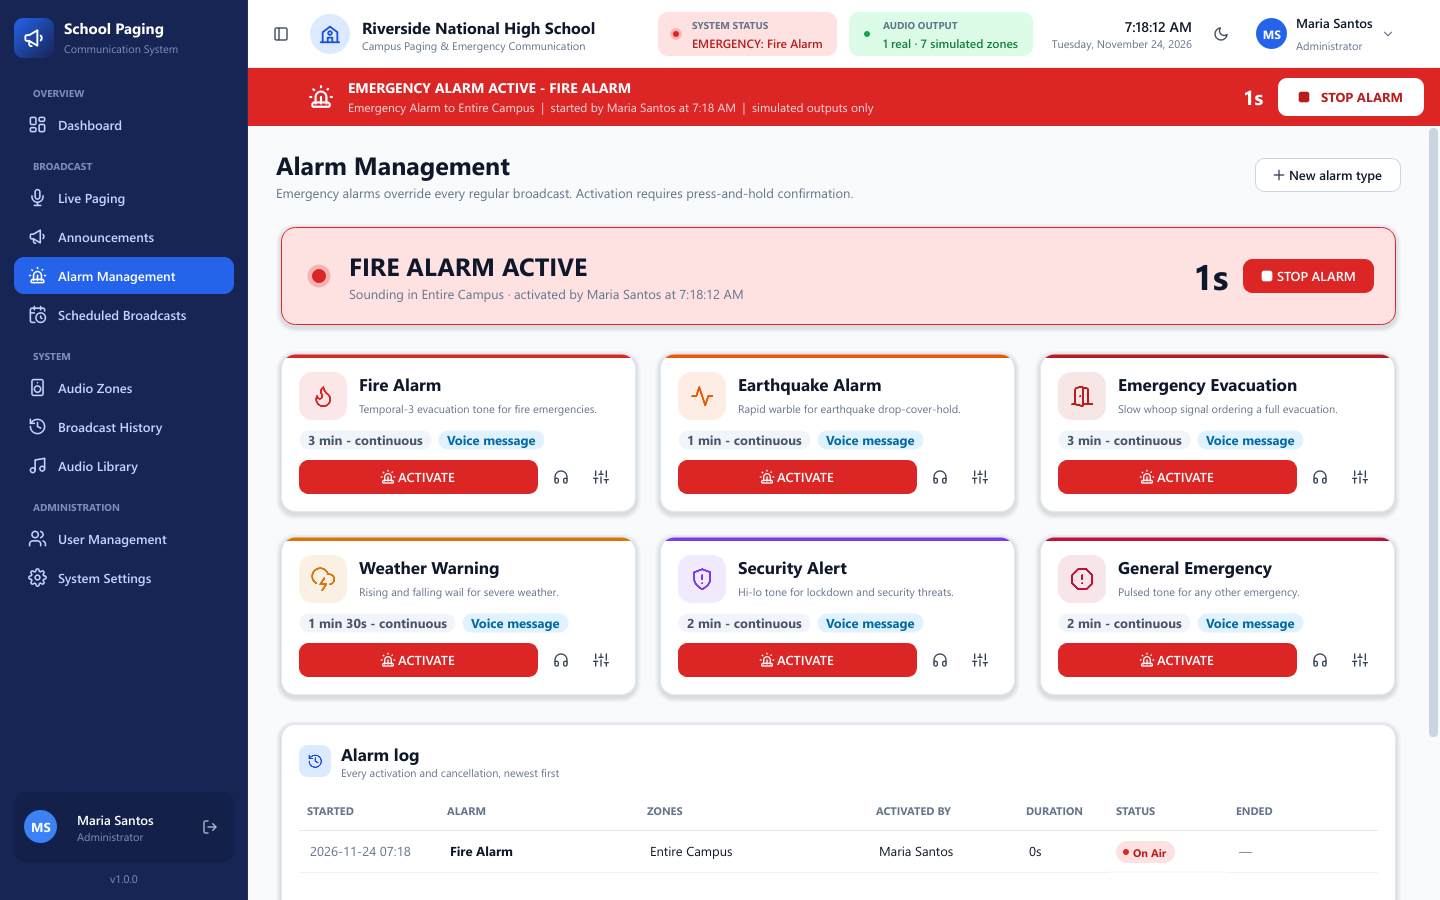 School Paging
Communication System
OVERVIEW
Dashboard
BROADCAST
Live Paging
Announcements
Alarm Management
Scheduled Broadcasts
SYSTEM
Audio Zones
Broadcast History
Audio Library
ADMINISTRATION
User Management
System Settings
MS
Maria Santos
Administrator
v1.0.0
Riverside National High School
Campus Paging & Emergency Communication
SYSTEM STATUS
EMERGENCY: Fire Alarm
AUDIO OUTPUT
1 real · 7 simulated zones
7:18:12 AM
Tuesday, November 24, 2026
MS
Maria Santos
Administrator
EMERGENCY ALARM ACTIVE - FIRE ALARM
Emergency Alarm to Entire Campus | started by Maria Santos at 7:18 AM | simulated outputs only
1s
STOP ALARM
Alarm Management
Emergency alarms override every regular broadcast. Activation requires press-and-hold confirmation.
New alarm type
FIRE ALARM ACTIVE
Sounding in Entire Campus · activated by Maria Santos at 7:18:12 AM
1s
STOP ALARM
Fire Alarm
Temporal-3 evacuation tone for fire emergencies.
3 min - continuous Voice message
ACTIVATE
Earthquake Alarm
Rapid warble for earthquake drop-cover-hold.
1 min - continuous Voice message
ACTIVATE
Emergency Evacuation
Slow whoop signal ordering a full evacuation.
3 min - continuous Voice message
ACTIVATE
Weather Warning
Rising and falling wail for severe weather.
1 min 30s - continuous Voice message
ACTIVATE
Security Alert
Hi-lo tone for lockdown and security threats.
2 min - continuous Voice message
ACTIVATE
General Emergency
Pulsed tone for any other emergency.
2 min - continuous Voice message
ACTIVATE
Alarm log
Every activation and cancellation, newest first
STARTED ALARM ZONES ACTIVATED BY DURATION STATUS ENDED
2026-11-24 07:18 Fire Alarm Entire Campus Maria Santos 0s On Air —